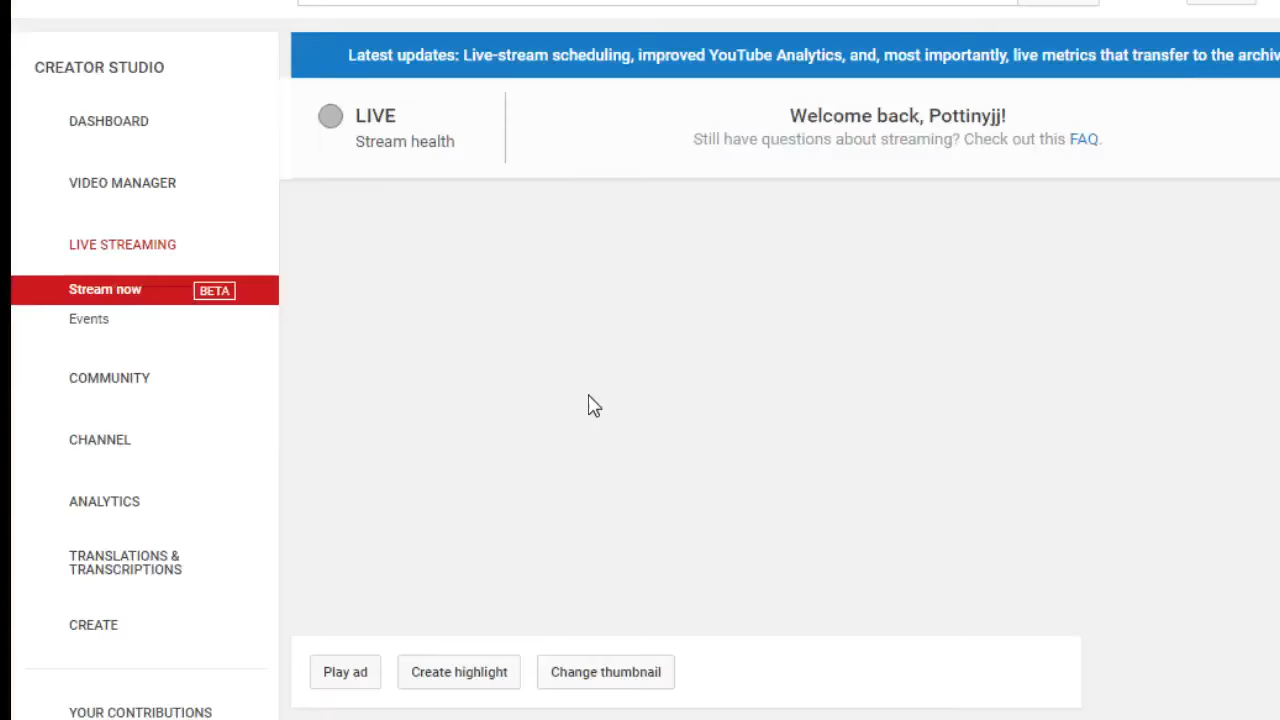 CREATOR STUDIO
DASHBOARD
VIDEO MANAGER
LIVE STREAMING
Stream now BETA
Events
COMMUNITY
CHANNEL
ANALYTICS
TRANSLATIONS &
TRANSCRIPTIONS
CREATE
YOUR CONTRIBUTIONS
Latest updates: Live-stream scheduling, improved YouTube Analytics, and, most importantly, live metrics that transfer to the archiv
LIVE
Stream health
Welcome back, Pottinyjj!
Still have questions about streaming? Check out this FAQ.
Play ad
Create highlight
Change thumbnail